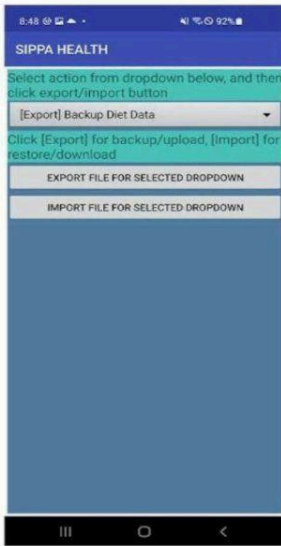 8:48
92%
SIPPA HEALTH
Select action from dropdown below, and then
click export/import button
[Export] Backup Diet Data
Click [Export] for backup/upload, [Import] for
restore/download
EXPORT FILE FOR SELECTED DROPDOWN
IMPORT FILE FOR SELECTED DROPDOWN